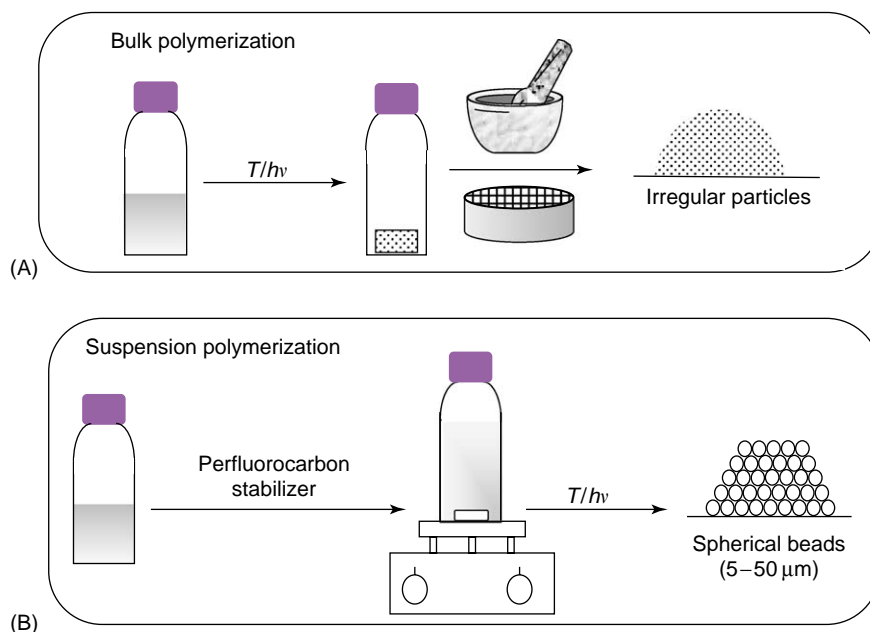 Bulk polymerization
T/hν
Irregular particles
(A)
Suspension polymerization
Perfluorocarbon
stabilizer
T/hν
Spherical beads
(5–50 μm)
(B)